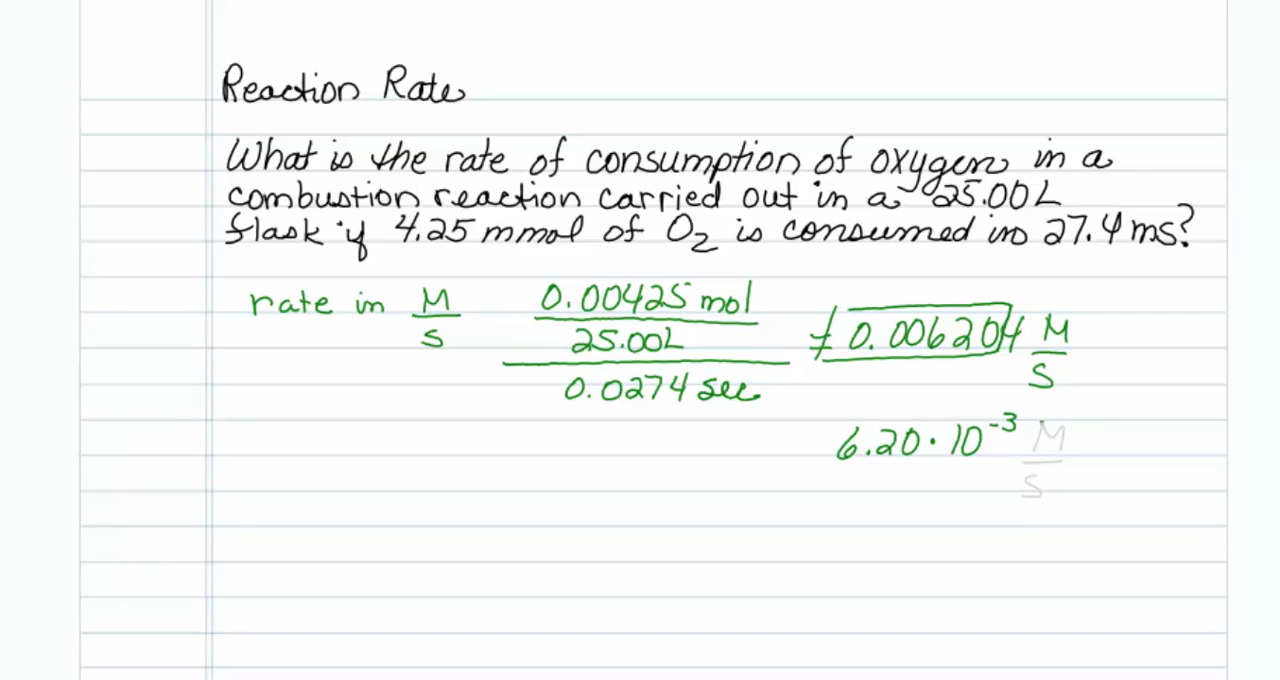 Reaction Rate
What is the rate of consumption of oxygen in a
combustion reaction carried out in a 25.00L
flask if 4.25 mmol of O₂ is consumed in 27.4 ms?
rate in M/s
0.00425 mol
25.00L
0.0274 sec
= 0.006204 M/s
6.20 · 10⁻³ M/s